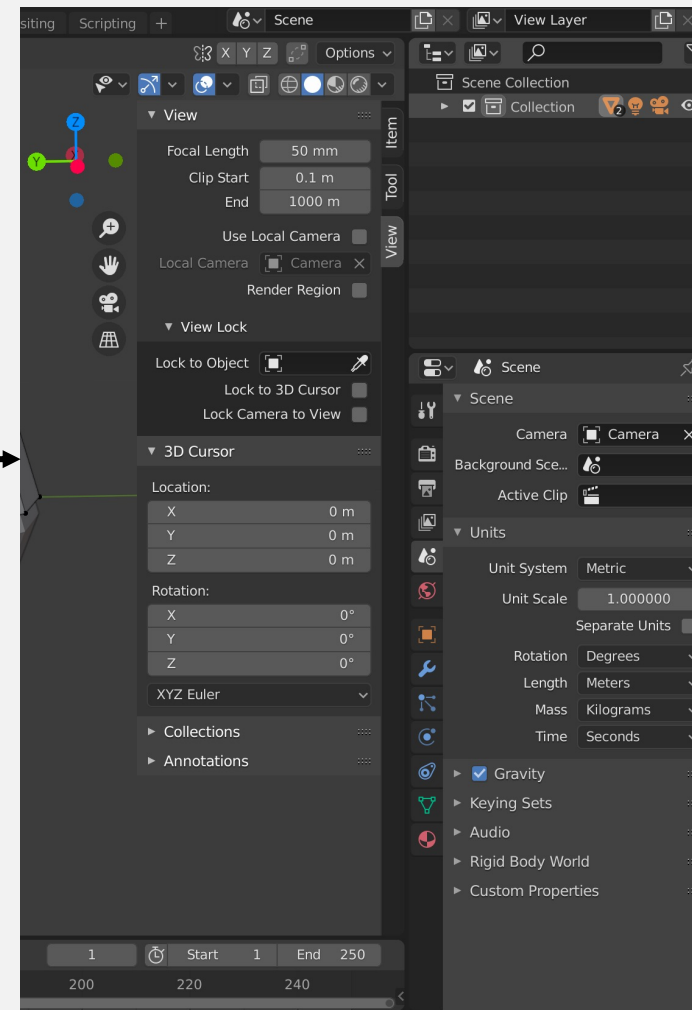 siting Scripting + Scene View Layer
X Y Z Options
View
Item
Tool
View
Focal Length 50 mm
Clip Start 0.1 m
End 1000 m
Use Local Camera
Local Camera Camera
Render Region
View Lock
Lock to Object
Lock to 3D Cursor
Lock Camera to View
3D Cursor
Location:
X 0 m
Y 0 m
Z 0 m
Rotation:
X 0°
Y 0°
Z 0°
XYZ Euler
Collections
Annotations
Z
Y
X
1 Start 1 End 250
200 220 240
Scene Collection
Collection 2
Scene
Scene
Camera Camera
Background Sce...
Active Clip
Units
Unit System Metric
Unit Scale 1.000000
Separate Units
Rotation Degrees
Length Meters
Mass Kilograms
Time Seconds
Gravity
Keying Sets
Audio
Rigid Body World
Custom Properties